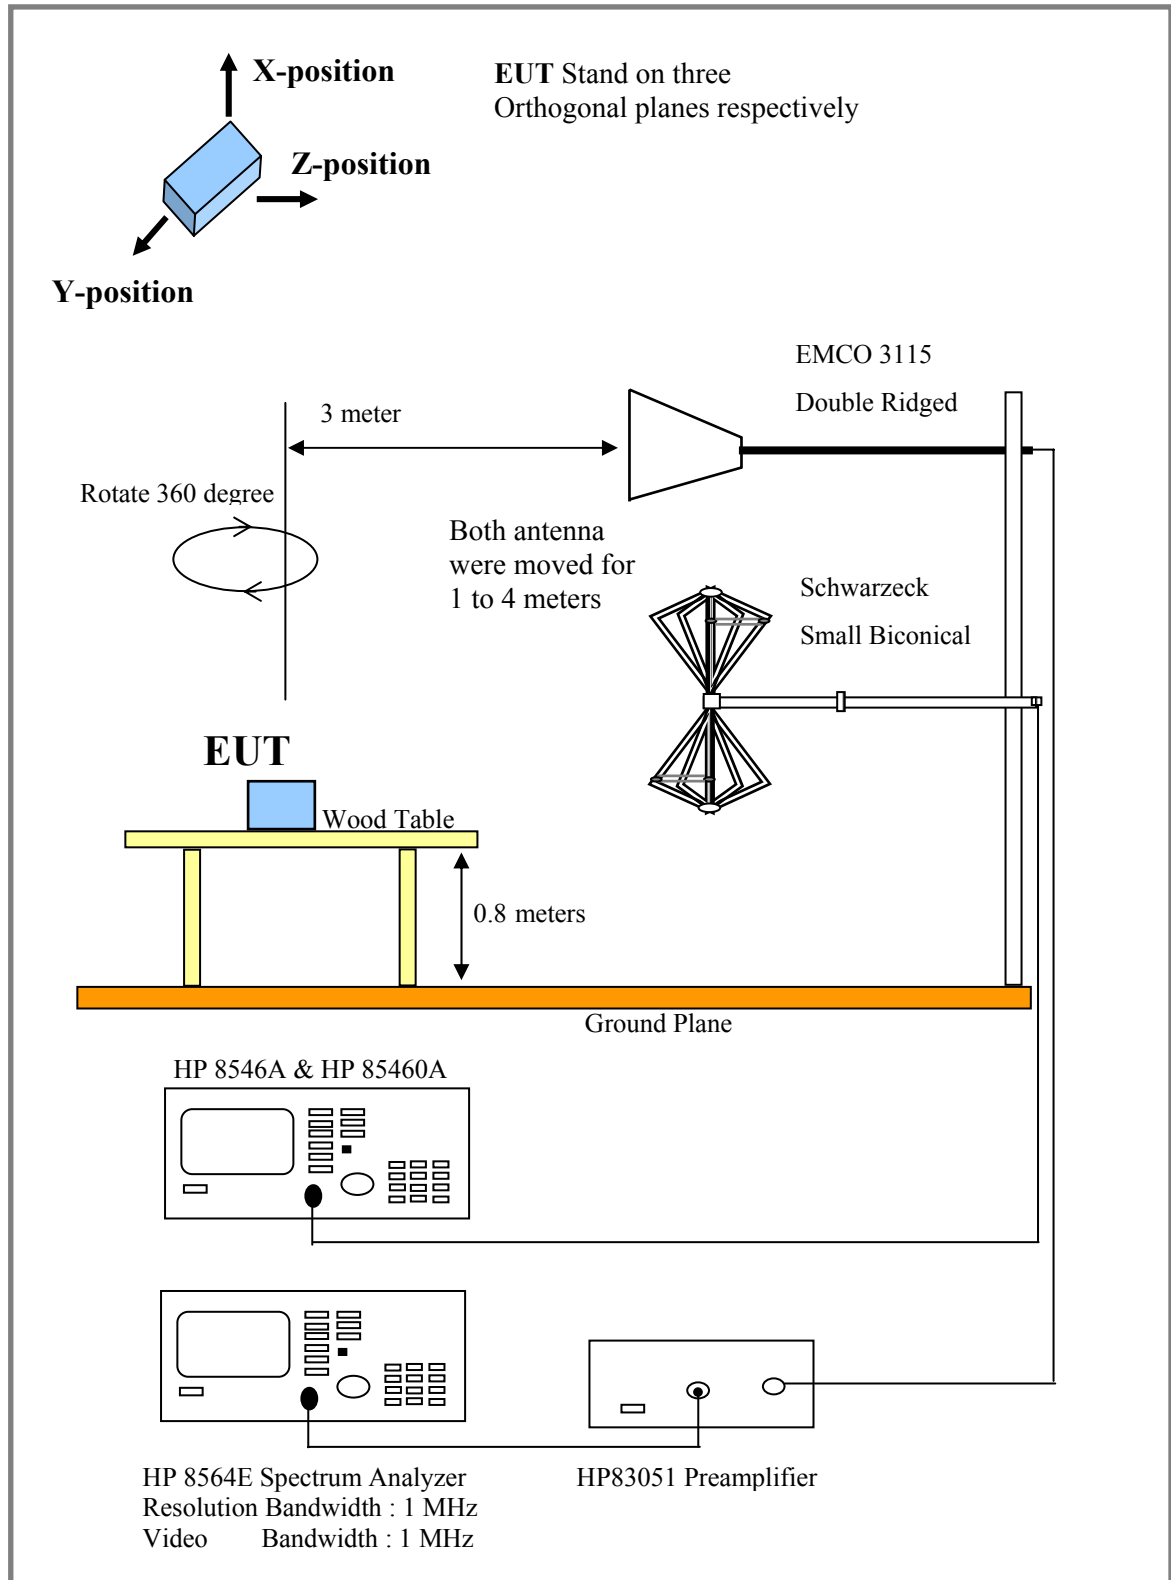 X-position
EUT Stand on three
Orthogonal planes respectively
Z-position
Y-position
EMCO 3115
Double Ridged
3 meter
Rotate 360 degree
Both antenna
were moved for
1 to 4 meters
Schwarzeck
Small Biconical
EUT
Wood Table
0.8 meters
Ground Plane
HP 8546A & HP 85460A
HP 8564E Spectrum Analyzer
Resolution Bandwidth : 1 MHz
Video Bandwidth : 1 MHz
HP83051 Preamplifier